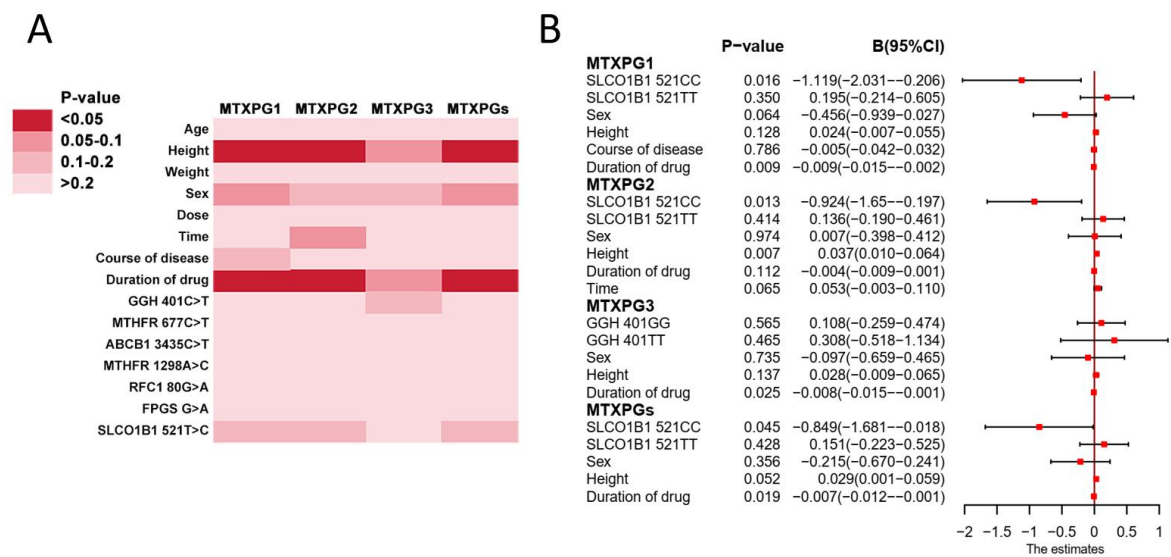 A
P-value
<0.05
0.05-0.1
0.1-0.2
>0.2
MTXPG1 MTXPG2 MTXPG3 MTXPGs
Age
Height
Weight
Sex
Dose
Time
Course of disease
Duration of drug
GGH 401C>T
MTHFR 677C>T
ABCB1 3435C>T
MTHFR 1298A>C
RFC1 80G>A
FPGS G>A
SLCO1B1 521T>C
B
P−value B(95%CI)
MTXPG1
SLCO1B1 521CC 0.016 −1.119(−2.031−−0.206)
SLCO1B1 521TT 0.350 0.195(−0.214−0.605)
Sex 0.064 −0.456(−0.939−0.027)
Height 0.128 0.024(−0.007−0.055)
Course of disease 0.786 −0.005(−0.042−0.032)
Duration of drug 0.009 −0.009(−0.015−−0.002)
MTXPG2
SLCO1B1 521CC 0.013 −0.924(−1.65−−0.197)
SLCO1B1 521TT 0.414 0.136(−0.190−0.461)
Sex 0.974 0.007(−0.398−0.412)
Height 0.007 0.037(0.010−0.064)
Duration of drug 0.112 −0.004(−0.009−0.001)
Time 0.065 0.053(−0.003−0.110)
MTXPG3
GGH 401GG 0.565 0.108(−0.259−0.474)
GGH 401TT 0.465 0.308(−0.518−1.134)
Sex 0.735 −0.097(−0.659−0.465)
Height 0.137 0.028(−0.009−0.065)
Duration of drug 0.025 −0.008(−0.015−−0.001)
MTXPGs
SLCO1B1 521CC 0.045 −0.849(−1.681−−0.018)
SLCO1B1 521TT 0.428 0.151(−0.223−0.525)
Sex 0.356 −0.215(−0.670−0.241)
Height 0.052 0.029(0.001−0.059)
Duration of drug 0.019 −0.007(−0.012−−0.001)
−2 −1.5 −1 −0.5 0 0.5 1
The estimates